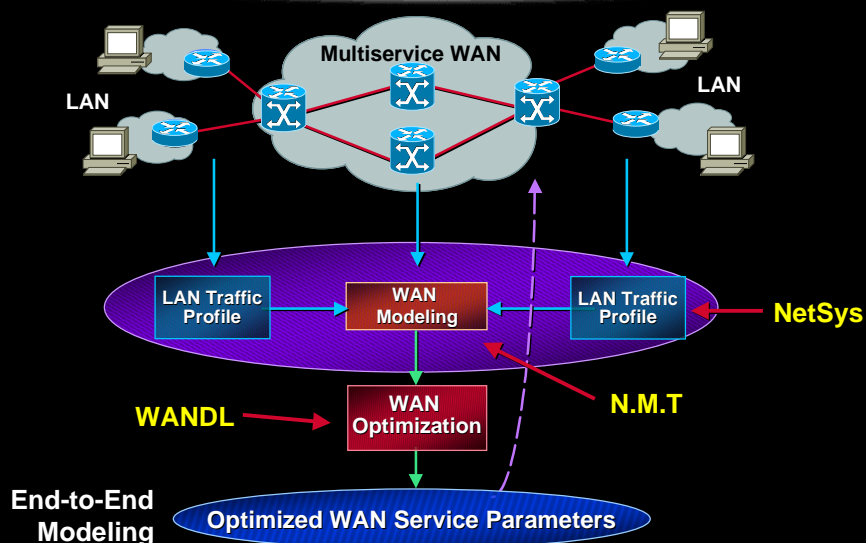 Multiservice WAN
LAN
LAN
LAN Traffic
Profile
WAN
Modeling
LAN Traffic
Profile
NetSys
N.M.T
WANDL
WAN
Optimization
End-to-End
Modeling
Optimized WAN Service Parameters